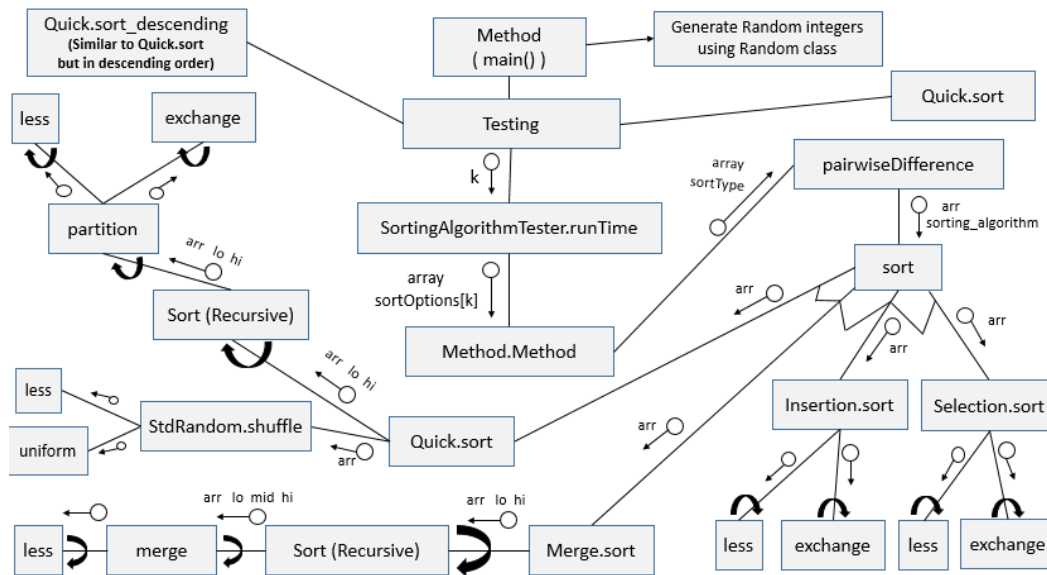 Quick.sort_descending
(Similar to Quick.sort
but in descending order)
Method
( main() )
Generate Random integers
using Random class
Quick.sort
less
exchange
Testing
k
array
sortType
pairwiseDifference
partition
arr lo hi
SortingAlgorithmTester.runTime
arr
sorting_algorithm
sort
array
sortOptions[k]
Sort (Recursive)
arr
arr
arr
Method.Method
arr lo hi
less
StdRandom.shuffle
uniform
arr
Quick.sort
Insertion.sort
Selection.sort
arr
arr lo mid hi
arr lo hi
less
merge
Sort (Recursive)
Merge.sort
less
exchange
less
exchange